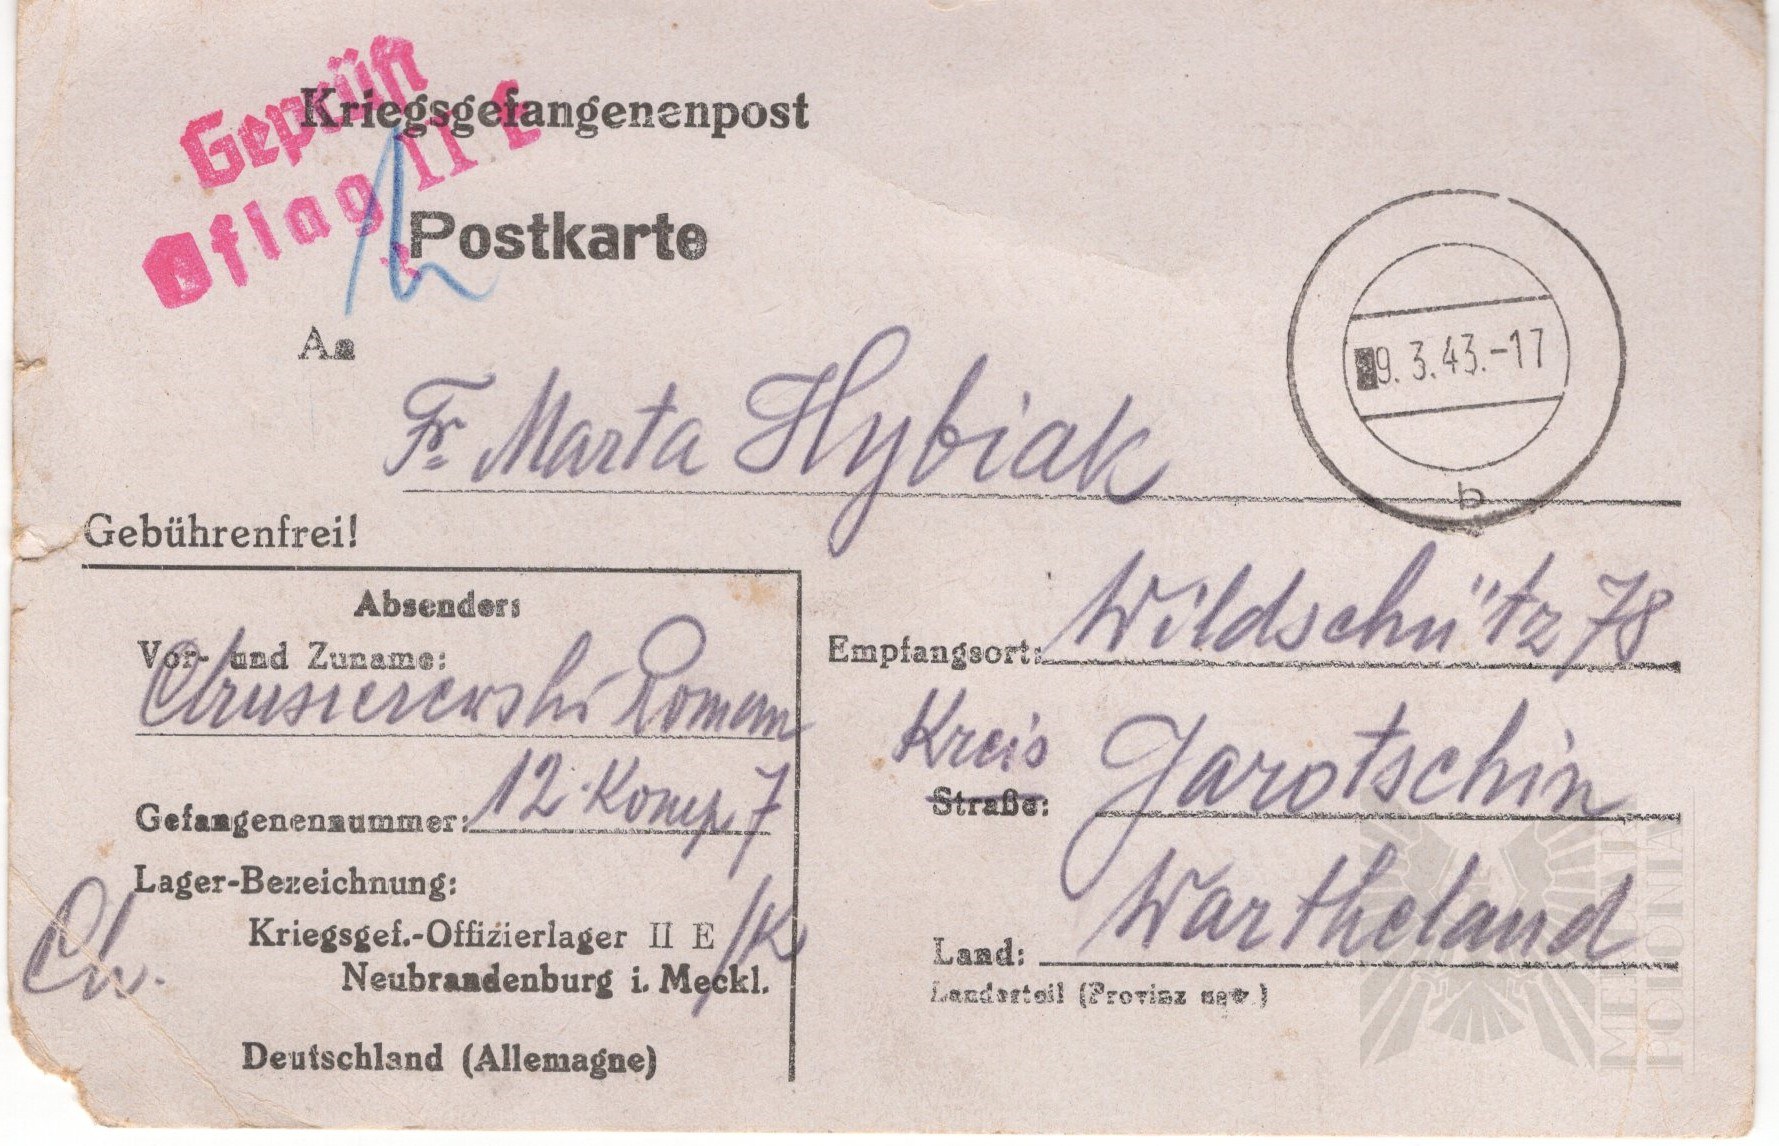 Geprüft
Oflag II E
Kriegsgefangenenpost
Postkarte
An
9. 3. 43.-17
b
Fr. Marta Hybiak
Gebührenfrei!
Absender:
Vor- und Zuname:
Roman
Gefangenennummer: 12. Komp. 7
Lager-Bezeichnung:
Kriegsgef.-Offizierlager II E /K
Neubrandenburg i. Meckl.
Deutschland (Allemagne)
Empfangsort: Wildschütz 78
Kreis
Straße: Jarotschin
Land: Wartheland
Landesteil (Provinz usw.)